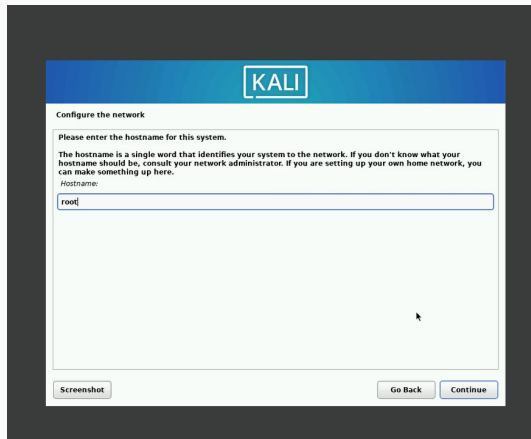 KALI
Configure the network
Please enter the hostname for this system.
The hostname is a single word that identifies your system to the network. If you don't know what your
hostname should be, consult your network administrator. If you are setting up your own home network, you
can make something up here.
Hostname:
root
Screenshot
Go Back
Continue